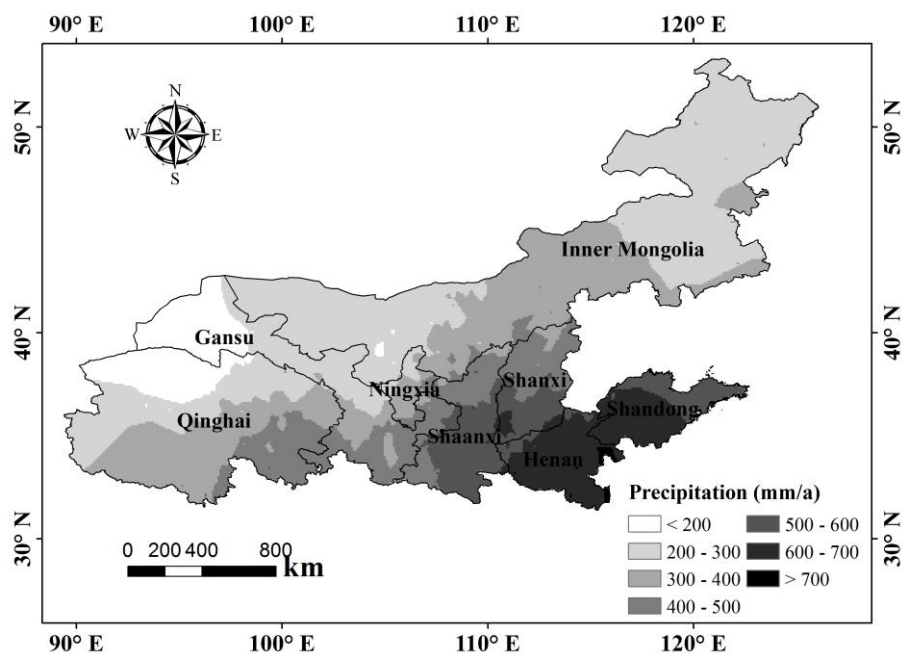 90° E 100° E 110° E 120° E
N
W E
S
50° N 50° N
Inner Mongolia
40° N 40° N
Gansu
Ningxia Shanxi
Qinghai Shandong
Shaanxi
Henan
Precipitation (mm/a)
< 200 500 - 600
200 - 300 600 - 700
300 - 400 > 700
400 - 500
30° N 30° N
0 200 400 800
km
90° E 100° E 110° E 120° E